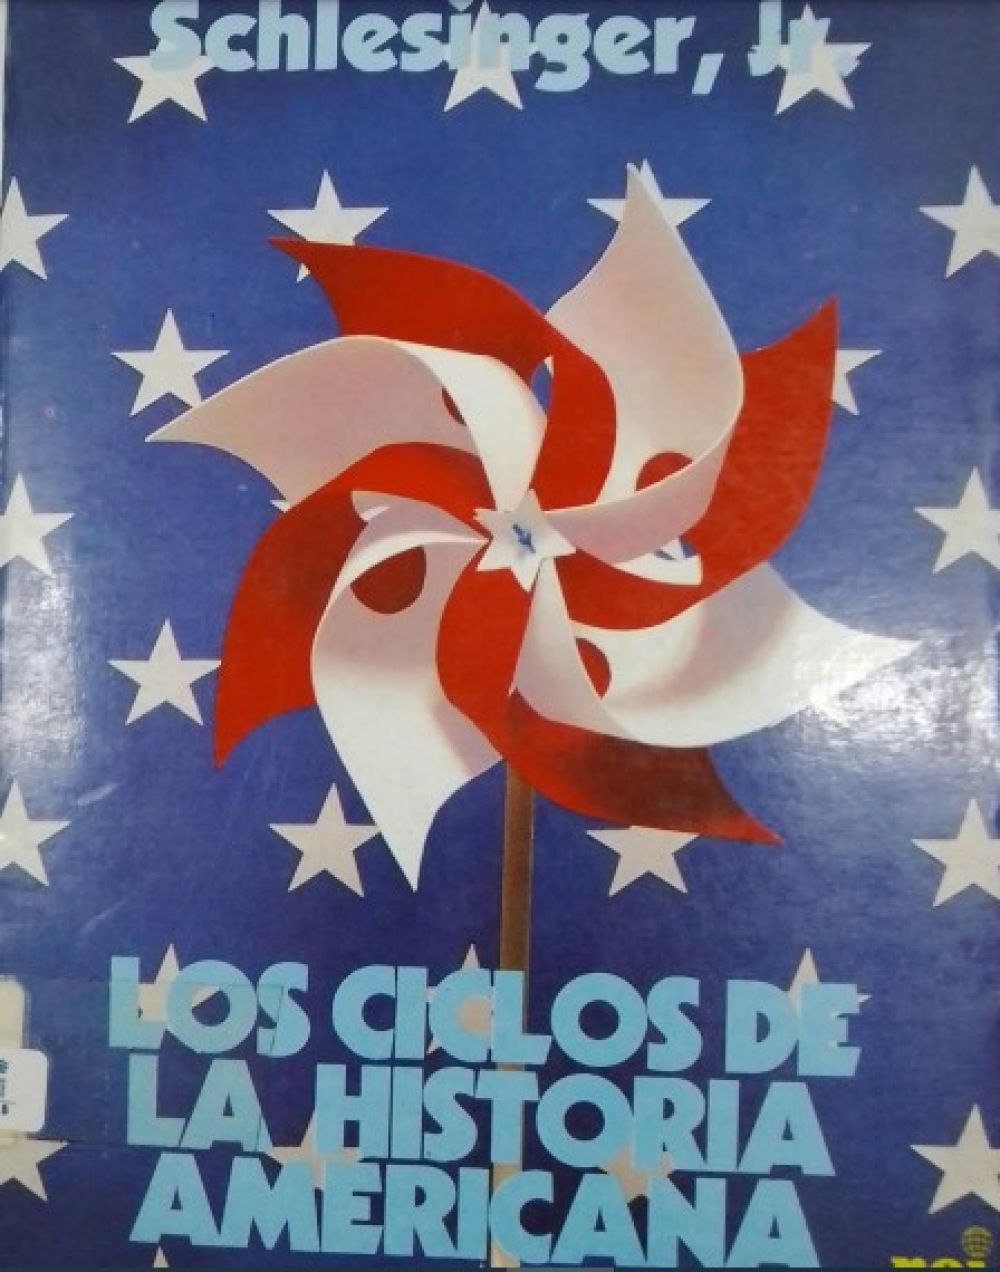 Schlesinger, Jr.
LOS CICLOS DE
LA HISTORIA
AMERICANA